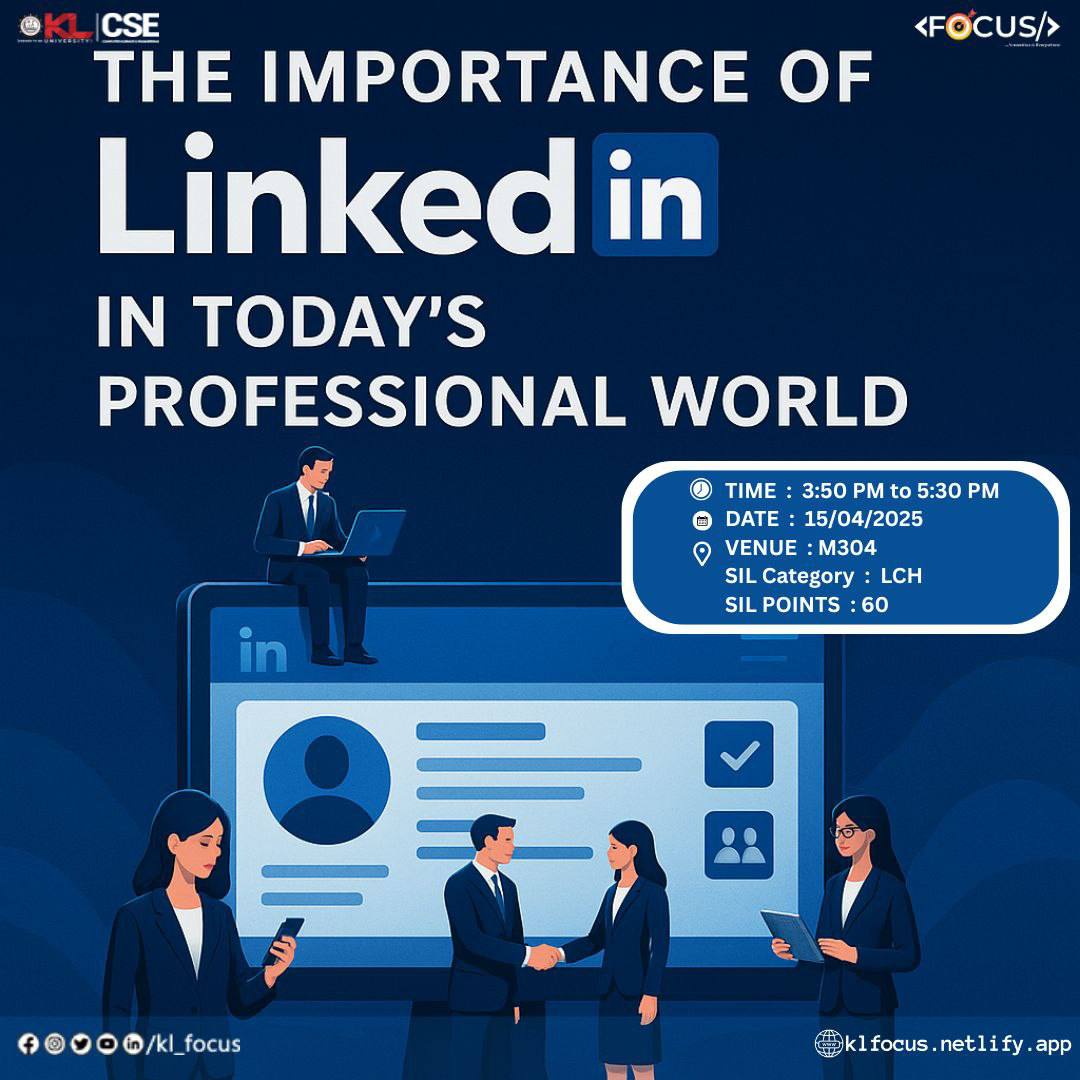 KL | CSE
UNIVERSITY
<FOCUS/>
THE IMPORTANCE OF
Linked in
IN TODAY'S
PROFESSIONAL WORLD
TIME : 3:50 PM to 5:30 PM
DATE : 15/04/2025
VENUE : M304
SIL Category : LCH
SIL POINTS : 60
in
/kl_focus
klfocus.netlify.app